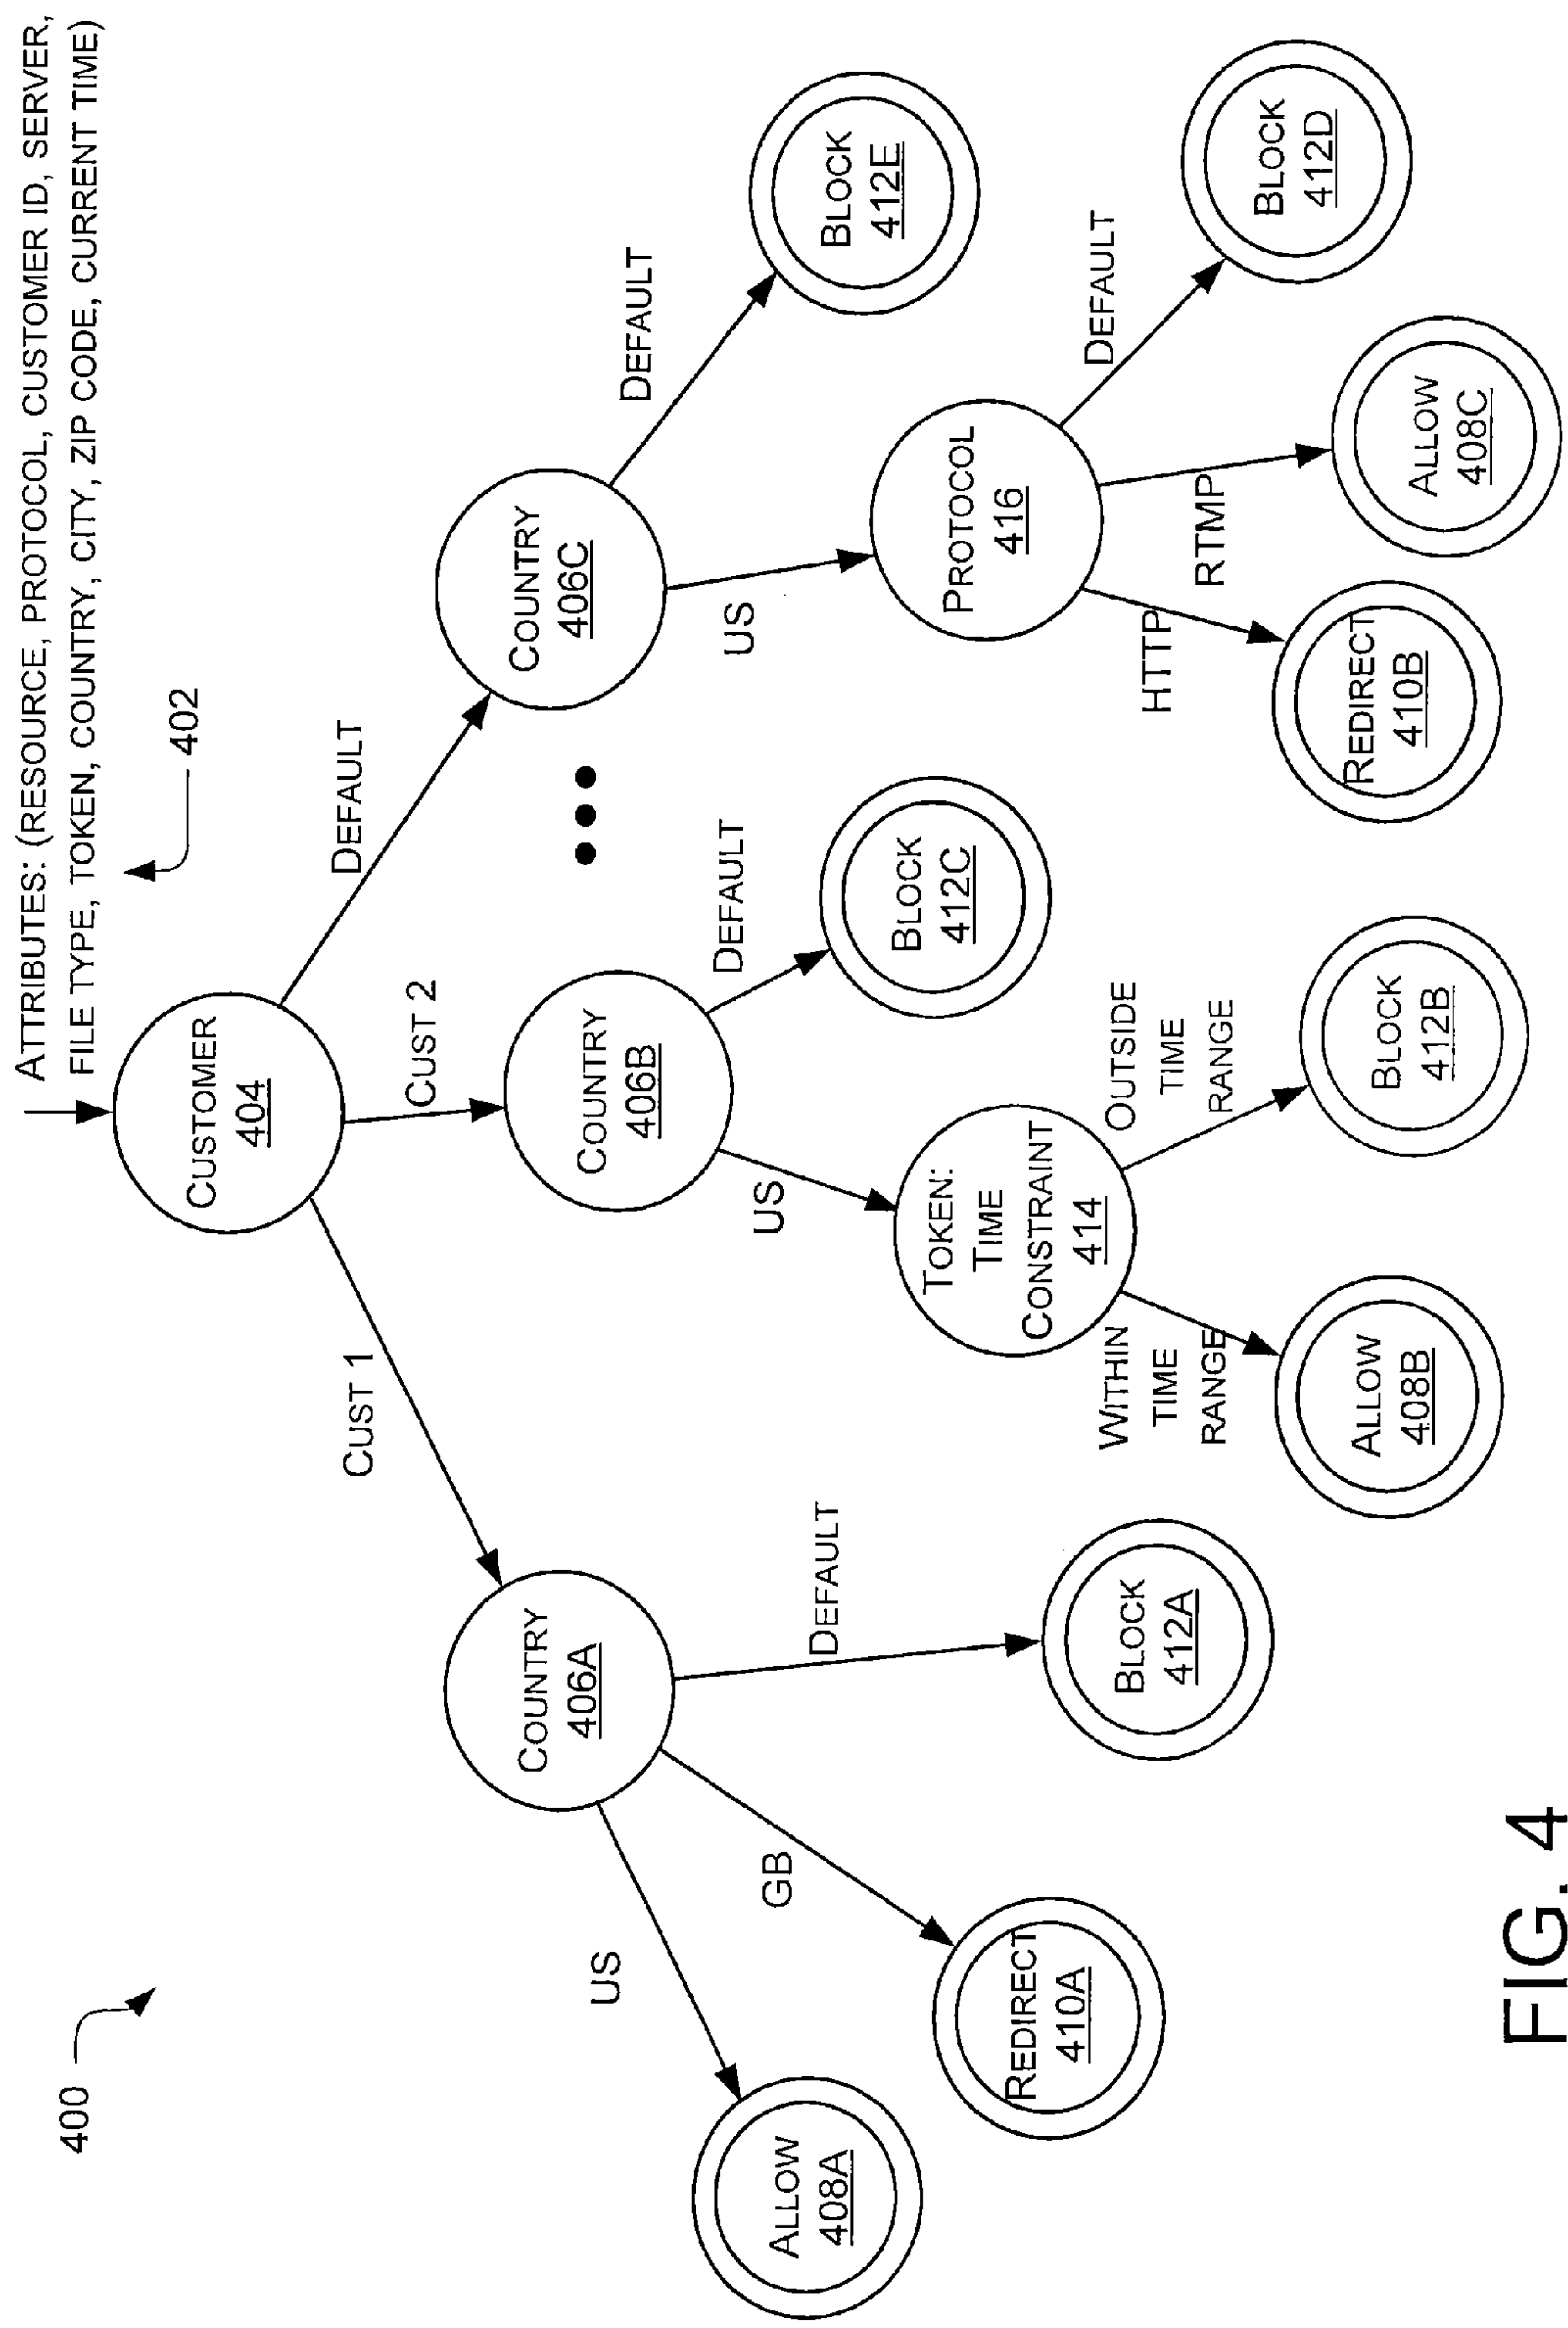 ATTRIBUTES: (RESOURCE, PROTOCOL, CUSTOMER ID, SERVER,
FILE TYPE, TOKEN, COUNTRY, CITY, ZIP CODE, CURRENT TIME)
400
402
CUSTOMER
404
CUST 1
CUST 2
DEFAULT
COUNTRY
406A
COUNTRY
406B
COUNTRY
406C
US
GB
DEFAULT
US
DEFAULT
US
DEFAULT
ALLOW
408A
REDIRECT
410A
BLOCK
412A
TOKEN:
TIME
CONSTRAINT
414
BLOCK
412C
PROTOCOL
416
BLOCK
412E
WITHIN
TIME
RANGE
OUTSIDE
TIME
RANGE
HTTP
RTMP
DEFAULT
ALLOW
408B
BLOCK
412B
REDIRECT
410B
ALLOW
408C
BLOCK
412D
FIG. 4